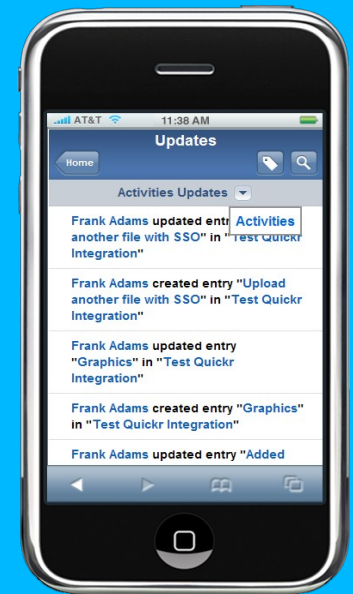 AT&T 11:38 AM
Updates
Home
Activities Updates
Frank Adams updated entr
Activities
another file with SSO" in "Test Quickr
Integration"
Frank Adams created entry "Upload
another file with SSO" in "Test Quickr
Integration"
Frank Adams updated entry
"Graphics" in "Test Quickr
Integration"
Frank Adams created entry "Graphics"
in "Test Quickr Integration"
Frank Adams updated entry "Added